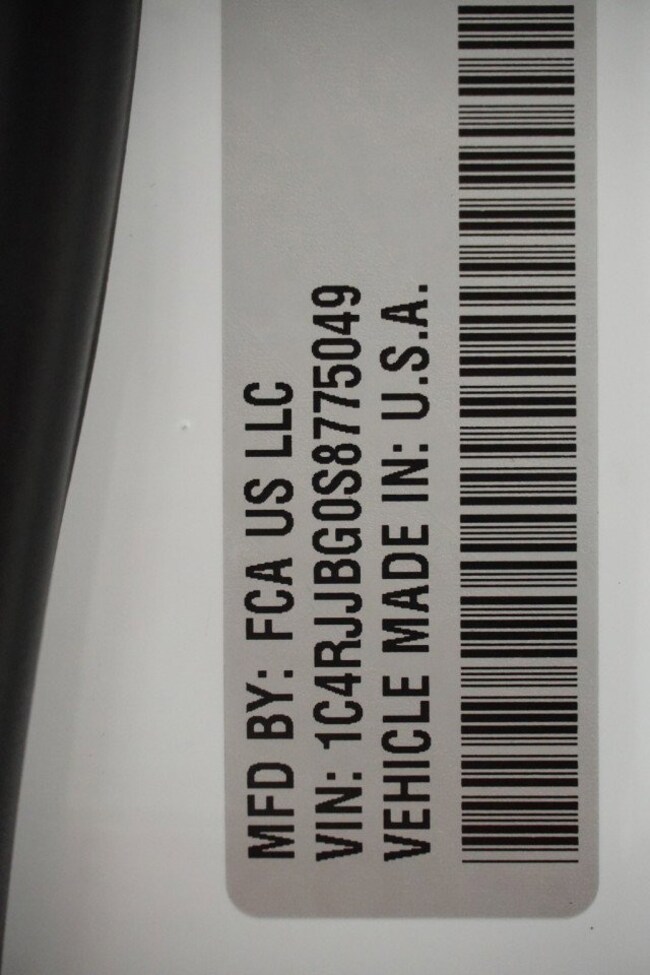 MFD BY: FCA US LLC
VIN: 1C4RJJBG0S8775049
VEHICLE MADE IN: U.S.A.